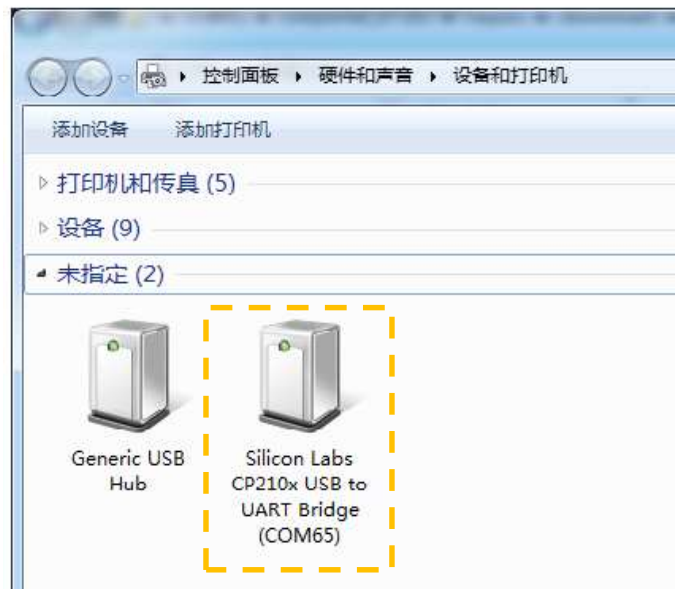 控制面板 ▸ 硬件和声音 ▸ 设备和打印机
添加设备 添加打印机
打印机和传真 (5)
设备 (9)
未指定 (2)
Generic USB
Hub
Silicon Labs
CP210x USB to
UART Bridge
(COM65)